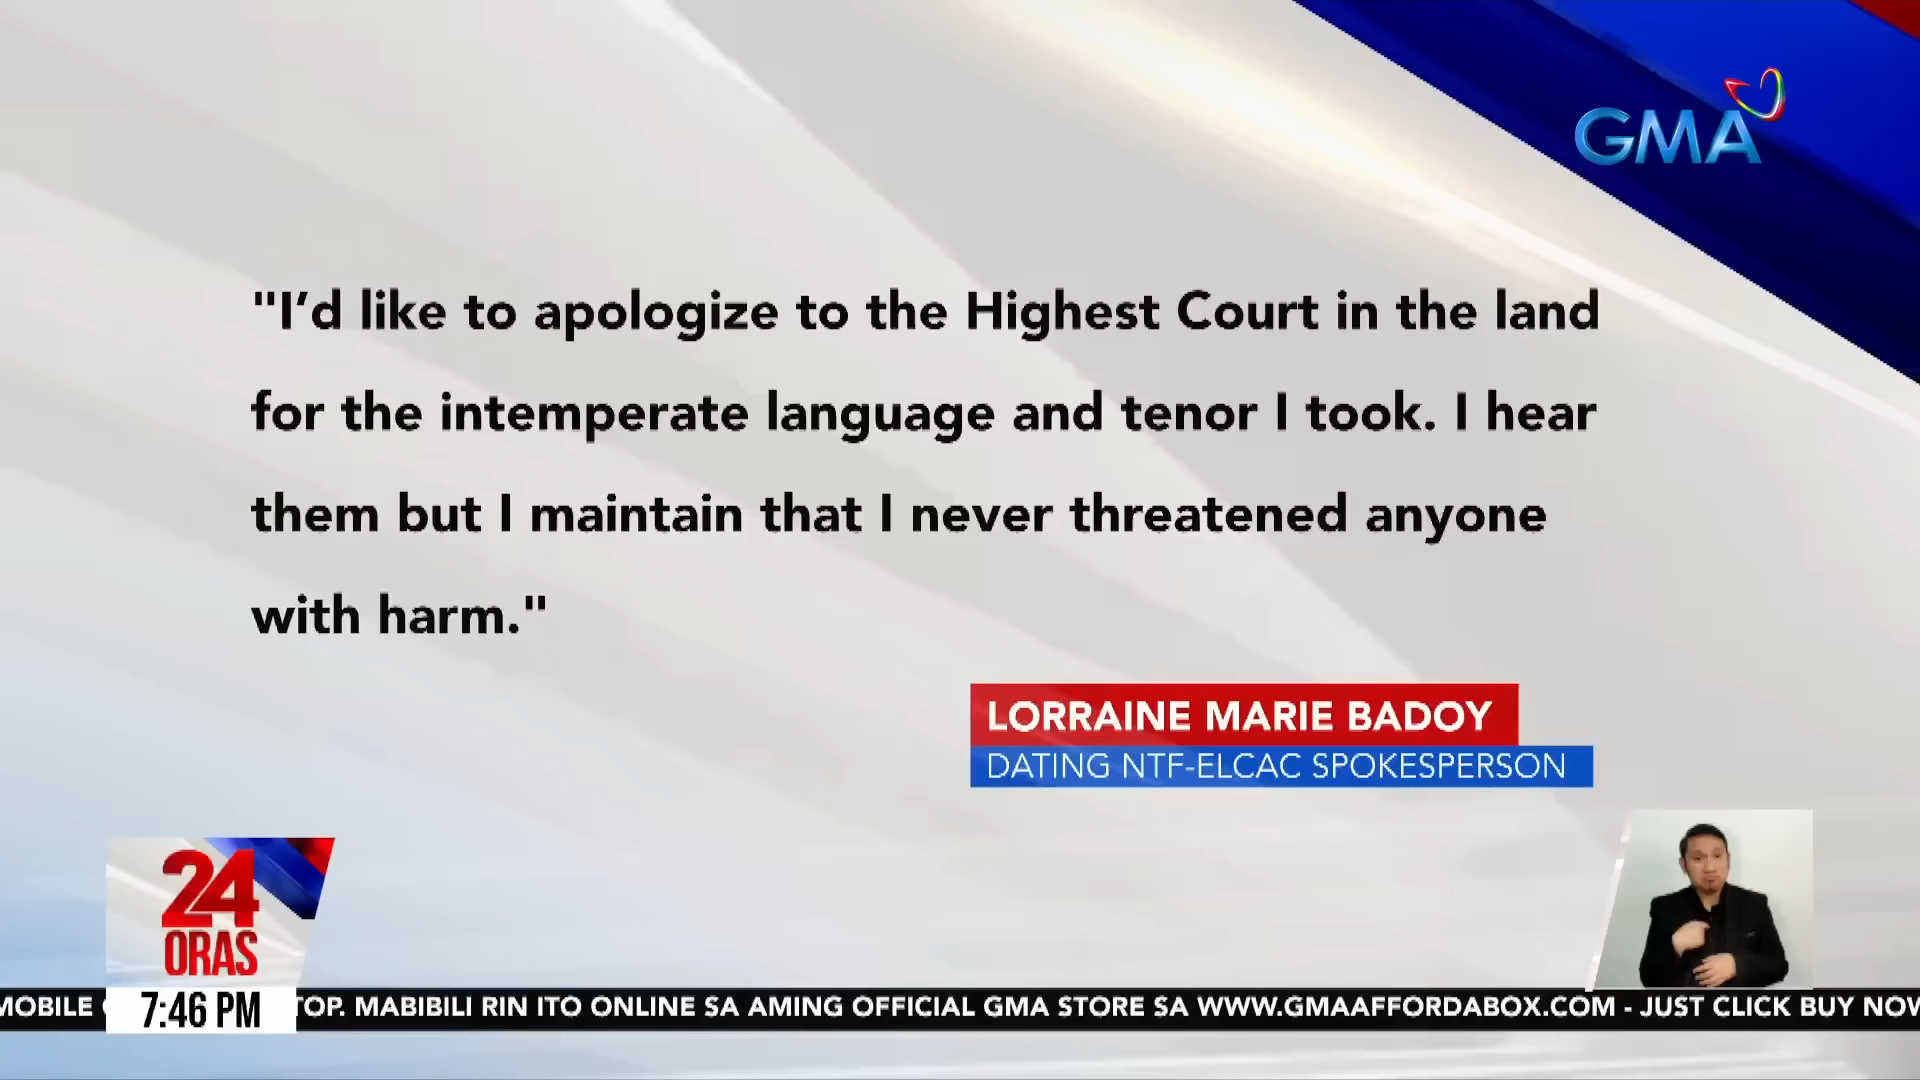 GMA
"I’d like to apologize to the Highest Court in the land
for the intemperate language and tenor I took. I hear
them but I maintain that I never threatened anyone
with harm."
LORRAINE MARIE BADOY
DATING NTF-ELCAC SPOKESPERSON
24
ORAS
7:46 PM
MOBILE TOP. MABIBILI RIN ITO ONLINE SA AMING OFFICIAL GMA STORE SA WWW.GMAAFFORDABOX.COM - JUST CLICK BUY NOW